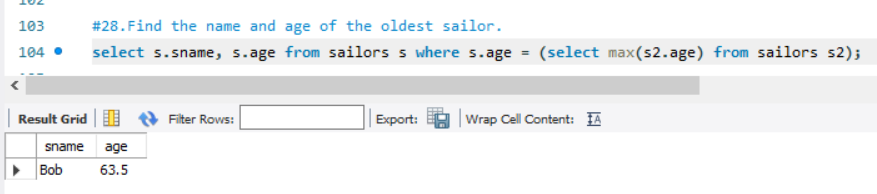 102
103 #28.Find the name and age of the oldest sailor.
104 select s.sname, s.age from sailors s where s.age = (select max(s2.age) from sailors s2);
Result Grid Filter Rows: Export: Wrap Cell Content: IA
sname age
Bob 63.5